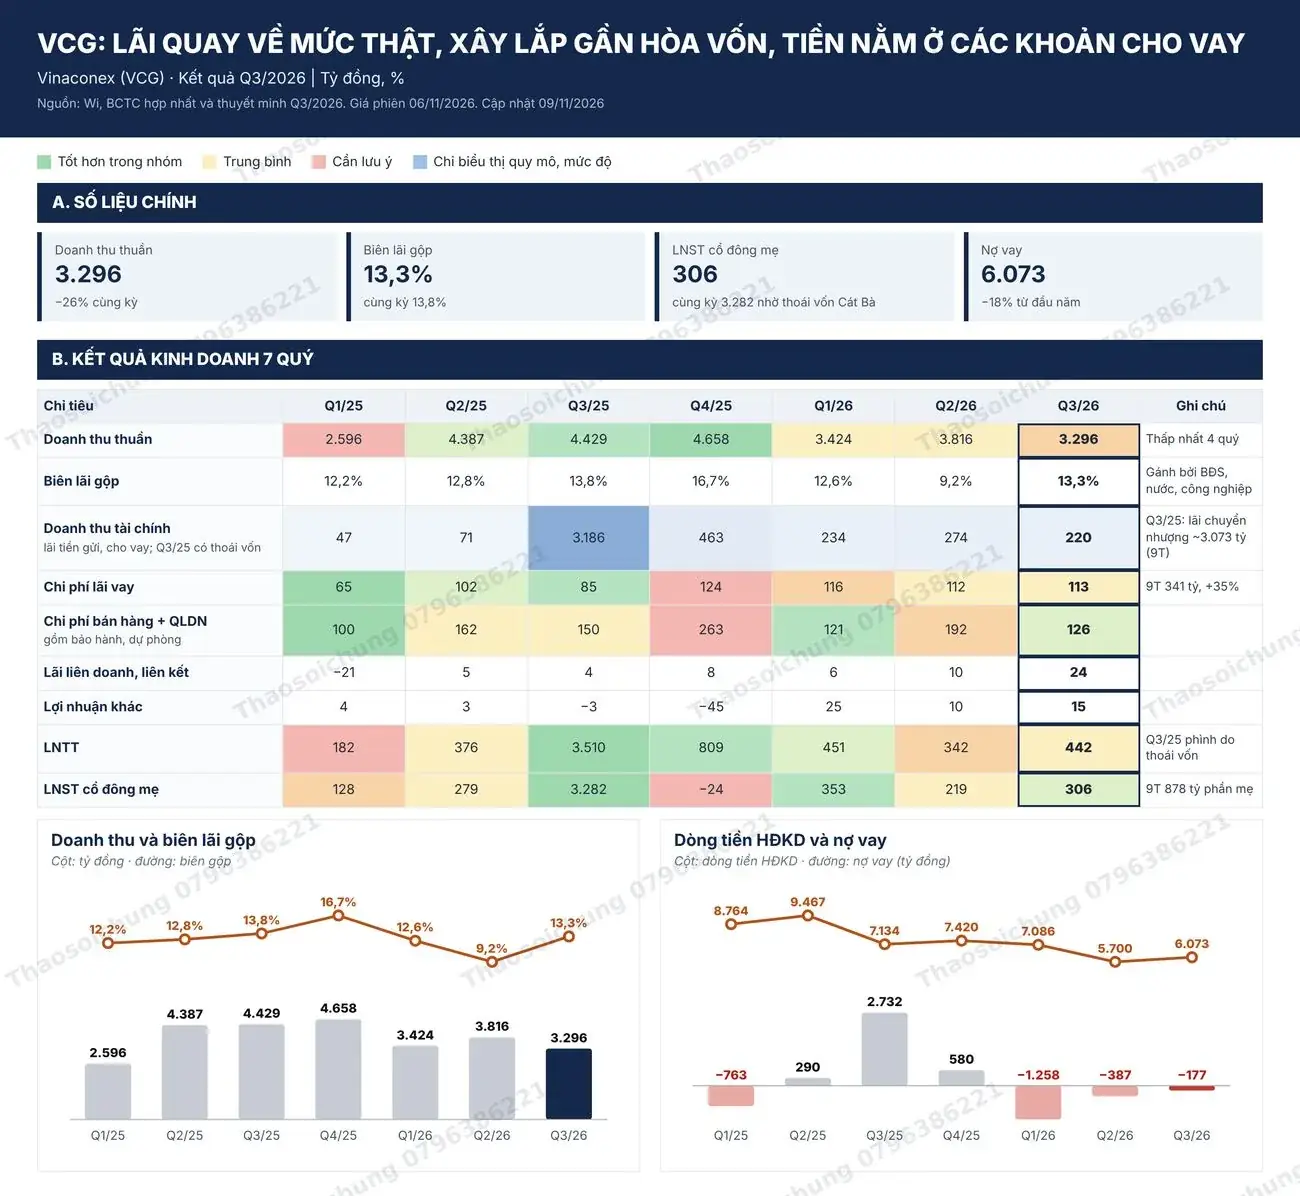 VCG: LÃI QUAY VỀ MỨC THẬT, XÂY LẮP GẦN HÒA VỐN, TIỀN NẰM Ở CÁC KHOẢN CHO VAY
Vinaconex (VCG) · Kết quả Q3/2026 | Tỷ đồng, %
Nguồn: Wi, BCTC hợp nhất và thuyết minh Q3/2026. Giá phiên 06/11/2026. Cập nhật 09/11/2026
Tốt hơn trong nhóm Trung bình Cần lưu ý Chỉ biểu thị quy mô, mức độ
A. SỐ LIỆU CHÍNH
Doanh thu thuần Biên lãi gộp LNST cổ đông mẹ Nợ vay
3.296 13,3% 306 6.073
−26% cùng kỳ cùng kỳ 13,8% cùng kỳ 3.282 nhờ thoái vốn Cát Bà −18% từ đầu năm
B. KẾT QUẢ KINH DOANH 7 QUÝ
Chỉ tiêu Q1/25 Q2/25 Q3/25 Q4/25 Q1/26 Q2/26 Q3/26 Ghi chú
Doanh thu thuần 2.596 4.387 4.429 4.658 3.424 3.816 3.296 Thấp nhất 4 quý
Biên lãi gộp 12,2% 12,8% 13,8% 16,7% 12,6% 9,2% 13,3% Gánh bởi BĐS,
nước, công nghiệp
Doanh thu tài chính 47 71 3.186 463 234 274 220 Q3/25: lãi chuyển
lãi tiền gửi, cho vay; Q3/25 có thoái vốn nhượng ~3.073 tỷ
(9T)
Chi phí lãi vay 65 102 85 124 116 112 113 9T 341 tỷ, +35%
Chi phí bán hàng + QLDN 100 162 150 263 121 192 126
gồm bảo hành, dự phòng
Lãi liên doanh, liên kết −21 5 4 8 6 10 24
Lợi nhuận khác 4 3 −3 −45 25 10 15
LNTT 182 376 3.510 809 451 342 442 Q3/25 phình do
thoái vốn
LNST cổ đông mẹ 128 279 3.282 −24 353 219 306 9T 878 tỷ phần mẹ
Doanh thu và biên lãi gộp
Cột: tỷ đồng · đường: biên gộp
12,2% 12,8% 13,8% 16,7% 12,6% 9,2% 13,3%
2.596 4.387 4.429 4.658 3.424 3.816 3.296
Q1/25 Q2/25 Q3/25 Q4/25 Q1/26 Q2/26 Q3/26
Dòng tiền HĐKD và nợ vay
Cột: dòng tiền HĐKD · đường: nợ vay (tỷ đồng)
8.764 9.467 7.134 7.420 7.086 5.700 6.073
−763 290 2.732 580 −1.258 −387 −177
Q1/25 Q2/25 Q3/25 Q4/25 Q1/26 Q2/26 Q3/26
Thaosoichung 0796386221